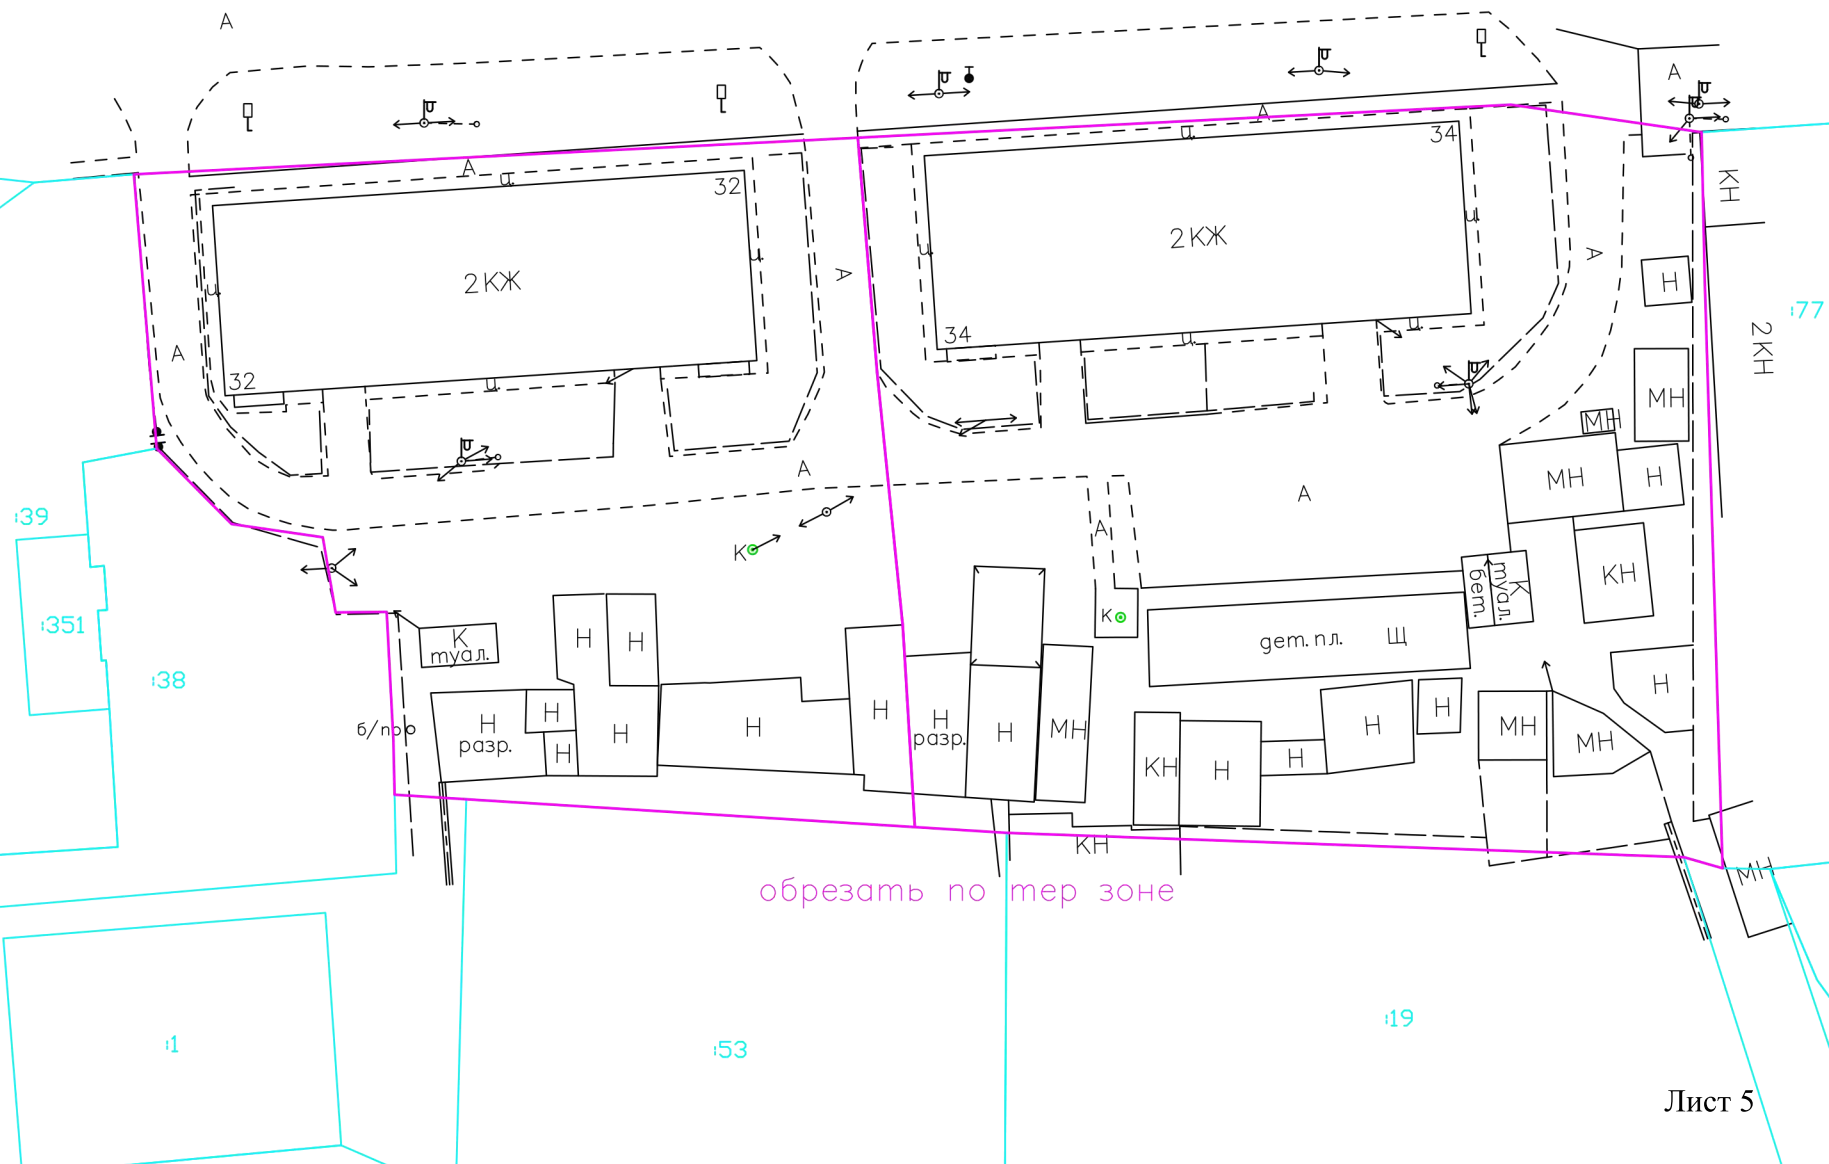 А
А
А
34
32
А
ц.
ц.
КН
2КЖ
2КЖ
ц.
ц.
ц.
ц.
А
А
А
Н
:77
2КН
34
32
ц.
ц.
ц.
МН
МН
А
А
МН
Н
:39
А
К
К
туал.
бет.
КН
К
:351
К
туал.
Н
Н
дет. пл. Щ
:38
Н
Н
Н
Н
разр.
Н
Н
Н
Н
Н
разр.
Н
МН
Н
Н
МН
МН
б/пр
КН
Н
Н
КН
МН
обрезать по тер зоне
:1
:53
:19
Лист 5